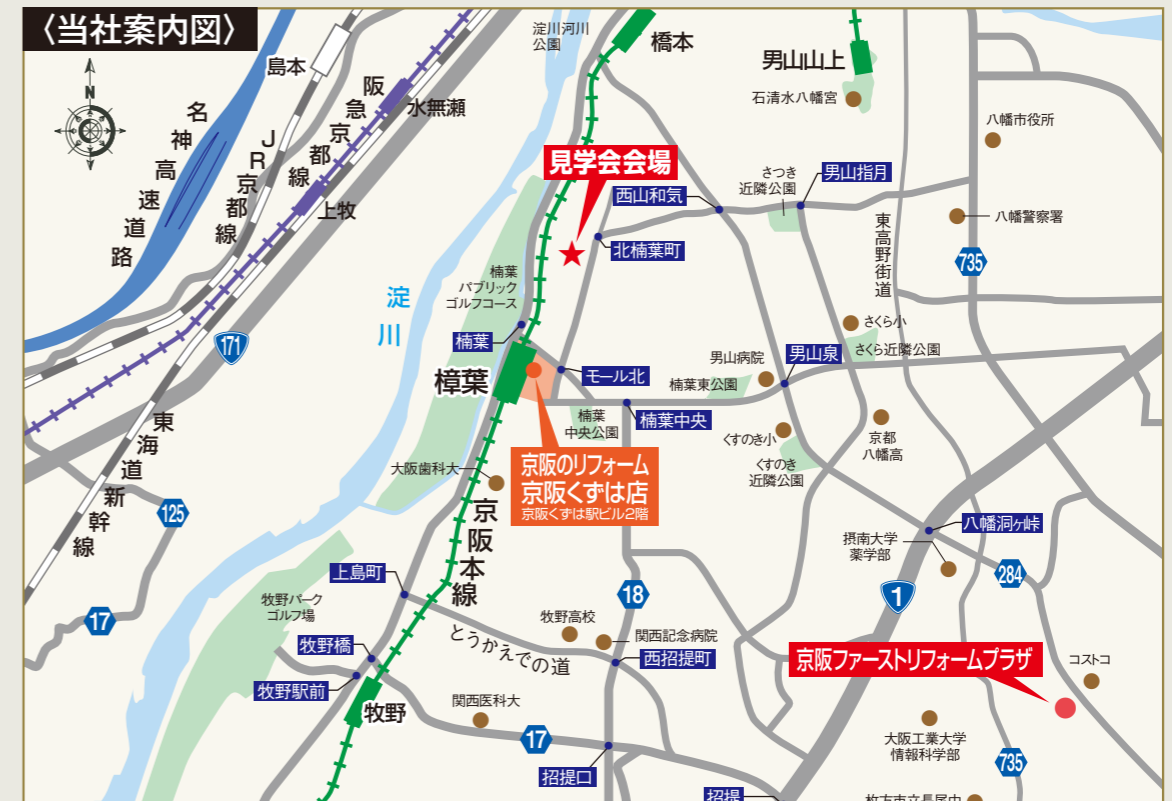 〈当社案内図〉
N
島本
水無瀬
上牧
名神高速道路
JR京都線
阪急京都線
東海道新幹線
171
125
17
淀川河川
公園
橋本
男山山上
石清水八幡宮
八幡市役所
見学会会場
西山和気
さつき
近隣公園
男山指月
八幡警察署
735
東高野街道
北楠葉町
楠葉
パブリック
ゴルフコース
淀川
楠葉
樟葉
モール北
楠葉中央
楠葉
中央公園
男山病院
楠葉東公園
男山泉
さくら小
さくら近隣公園
くすのき小
くすのき
近隣公園
京都
八幡高
大阪歯科大
京阪のリフォーム
京阪くずは店
京阪くずは駅ビル2階
京阪本線
八幡洞ヶ峠
摂南大学
薬学部
284
1
上島町
牧野パーク
ゴルフ場
とうかえでの道
18
牧野高校
関西記念病院
西招提町
牧野橋
牧野駅前
牧野
関西医科大
17
招提口
京阪ファーストリフォームプラザ
コストコ
大阪工業大学
情報科学部
735
招提
枚方市立長尾中